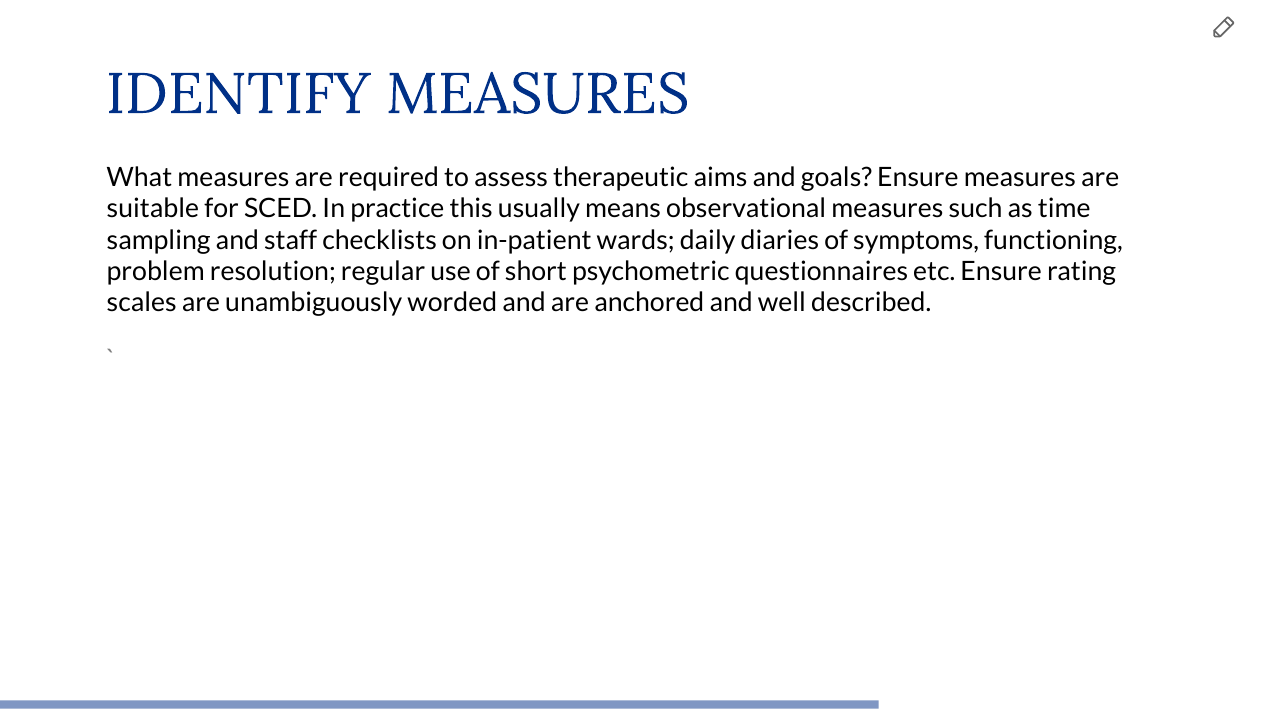 IDENTIFY MEASURES
What measures are required to assess therapeutic aims and goals? Ensure measures are
suitable for SCED. In practice this usually means observational measures such as time
sampling and staff checklists on in-patient wards; daily diaries of symptoms, functioning,
problem resolution; regular use of short psychometric questionnaires etc. Ensure rating
scales are unambiguously worded and are anchored and well described.
`